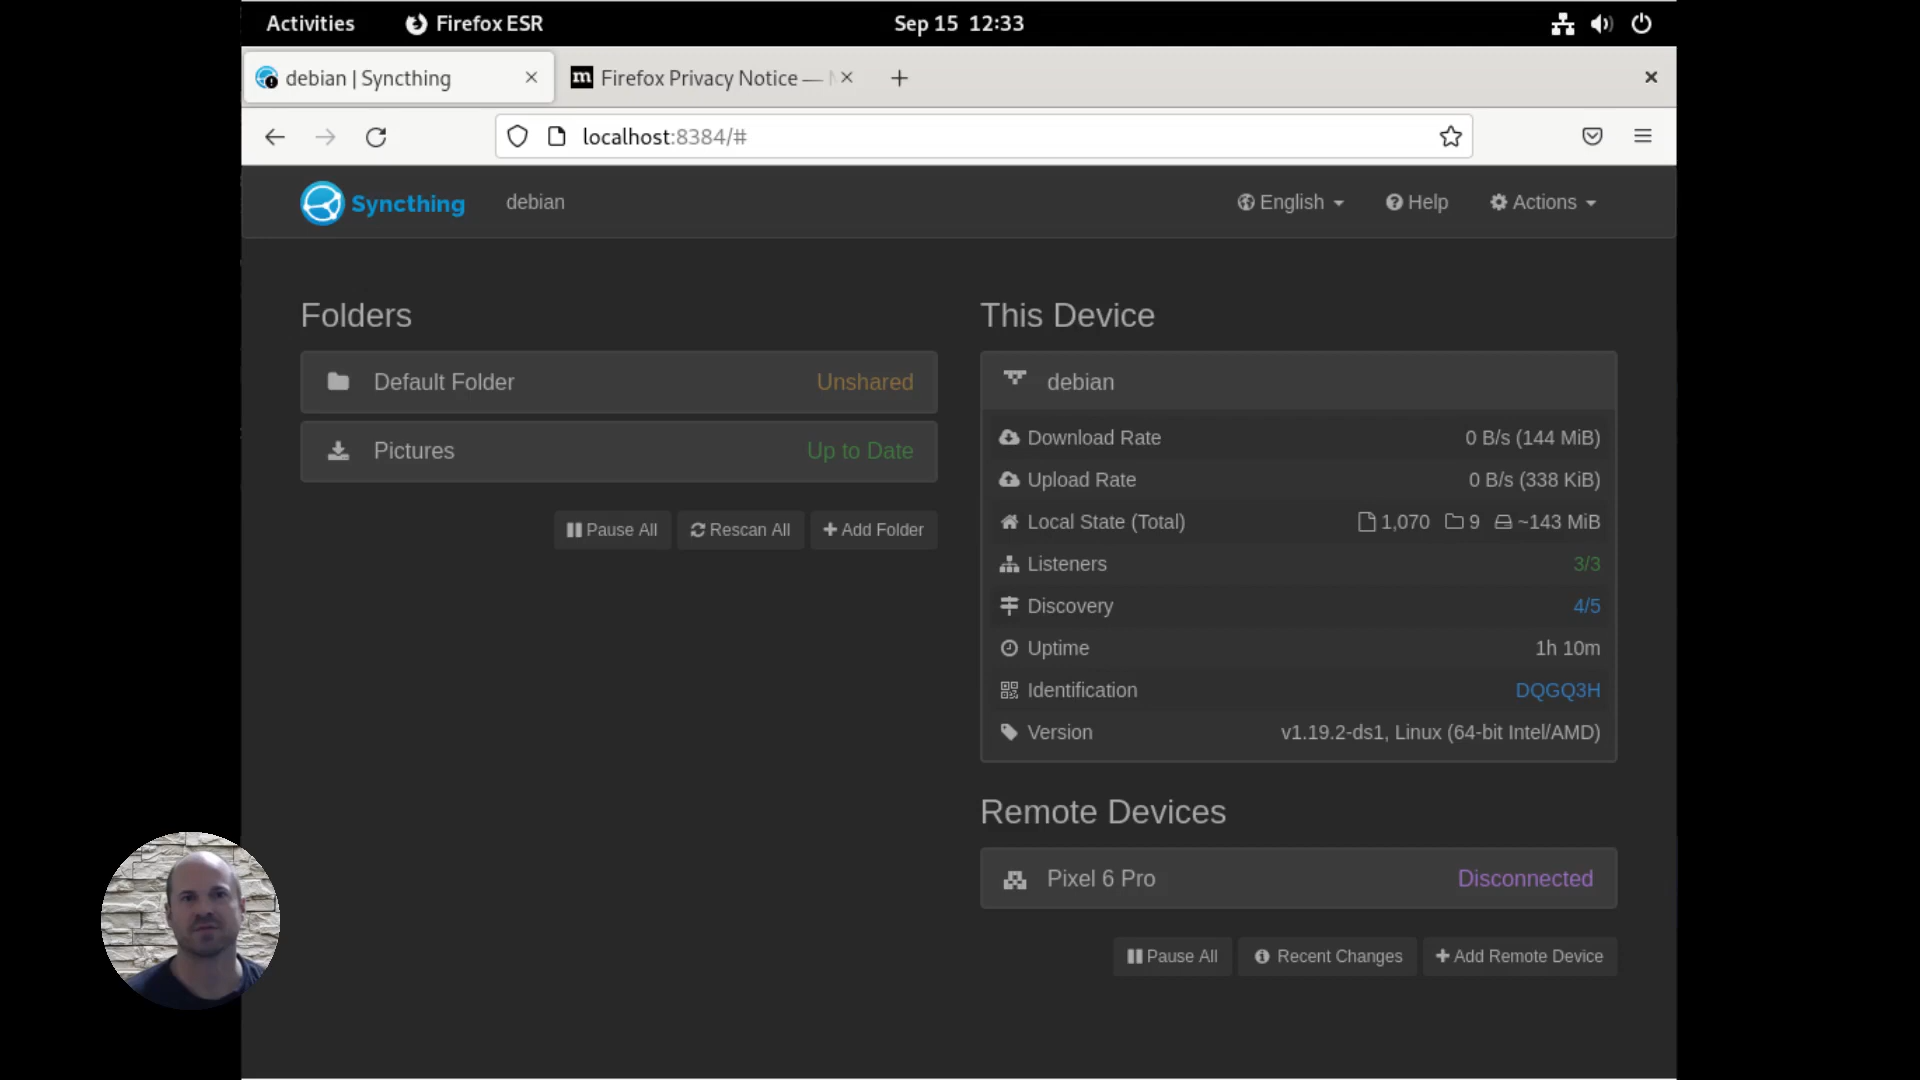 Activities Firefox ESR Sep 15 12:33
debian | Syncthing Firefox Privacy Notice —
localhost:8384/#
Syncthing debian English Help Actions
Folders
Default Folder Unshared
Pictures Up to Date
Pause All Rescan All Add Folder
This Device
debian
Download Rate 0 B/s (144 MiB)
Upload Rate 0 B/s (338 KiB)
Local State (Total) 1,070 9 ~143 MiB
Listeners 3/3
Discovery 4/5
Uptime 1h 10m
Identification DQGQ3H
Version v1.19.2-ds1, Linux (64-bit Intel/AMD)
Remote Devices
Pixel 6 Pro Disconnected
Pause All Recent Changes Add Remote Device